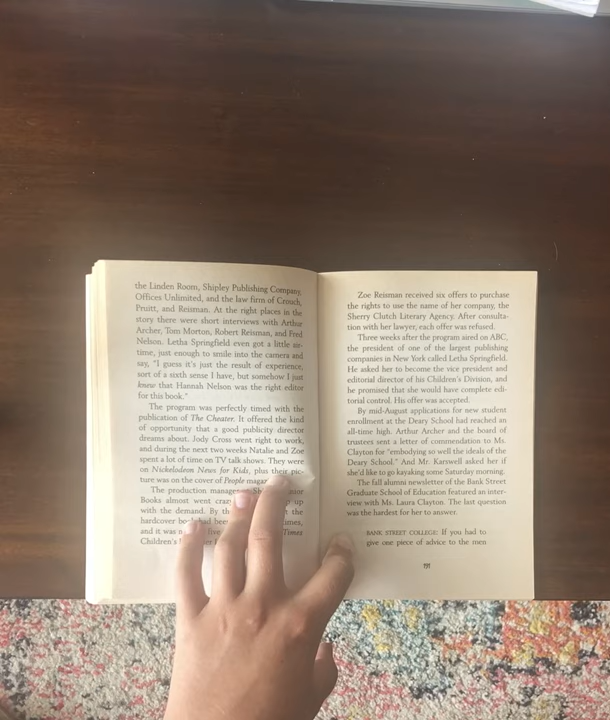 the Linden Room, Shipley Publishing Company,
Offices Unlimited, and the law firm of Crouch,
Pruitt, and Reisman. At the right places in the
story there were short interviews with Arthur
Archer, Tom Morton, Robert Reisman, and Fred
Nelson. Letha Springfield even got a little air-
time, just enough to smile into the camera and
say, "I guess it's just the result of experience,
sort of a sixth sense I have, but somehow I just
knew that Hannah Nelson was the right editor
for this book."
The program was perfectly timed with the
publication of The Cheater. It offered the kind
of opportunity that a good publicity director
dreams about. Jody Cross went right to work,
and during the next two weeks Natalie and Zoe
spent a lot of time on TV talk shows. They were
on Nickelodeon News for Kids, plus their pic-
ture was on the cover of People
The production
Books almost went up
with the demand. By the
hardcover had
and it was Times
Children's
Zoe Reisman received six offers to purchase
the rights to use the name of her company, the
Sherry Clutch Literary Agency. After consulta-
tion with her lawyer, each offer was refused.
Three weeks after the program aired on ABC,
the president of one of the largest publishing
companies in New York called Letha Springfield.
He asked her to become the vice president and
editorial director of his Children's Division, and
he promised that she would have complete edi-
torial control. His offer was accepted.
By mid-August applications for new student
enrollment at the Deary School had reached an
all-time high. Arthur Archer and the board of
trustees sent a letter of commendation to Ms.
Clayton for "embodying so well the ideals of the
Deary School." And Mr. Karswell asked her if
she'd like to go kayaking some Saturday morning.
The fall alumni newsletter of the Bank Street
Graduate School of Education featured an inter-
view with Ms. Laura Clayton. The last question
was the hardest for her to answer.
BANK STREET COLLEGE: If you had to
give one piece of advice to the men